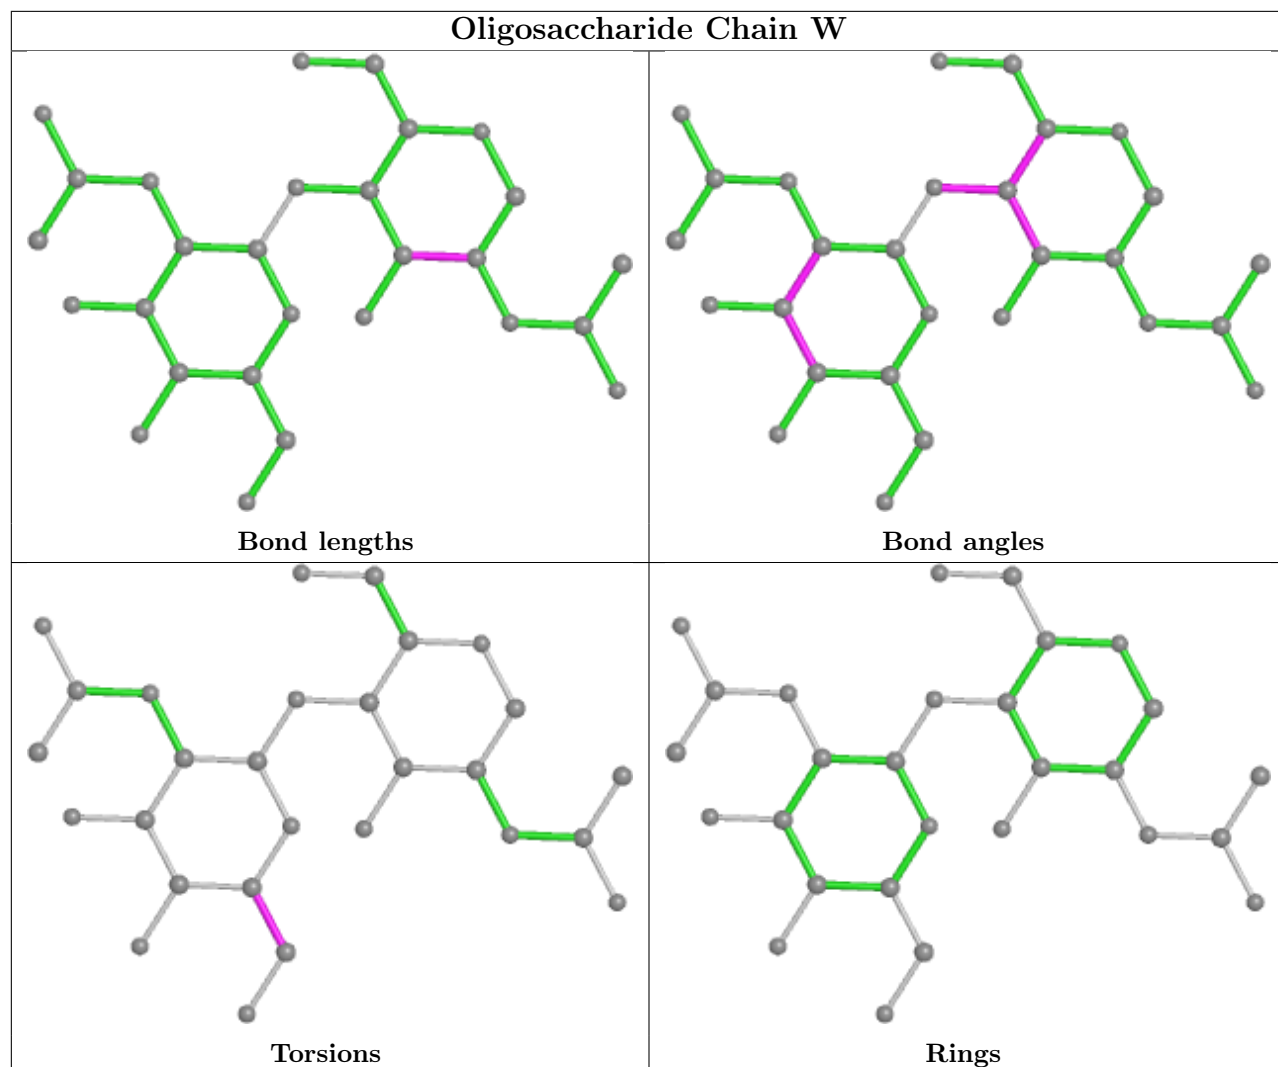 Oligosaccharide Chain W
Bond lengths
Bond angles
Torsions
Rings